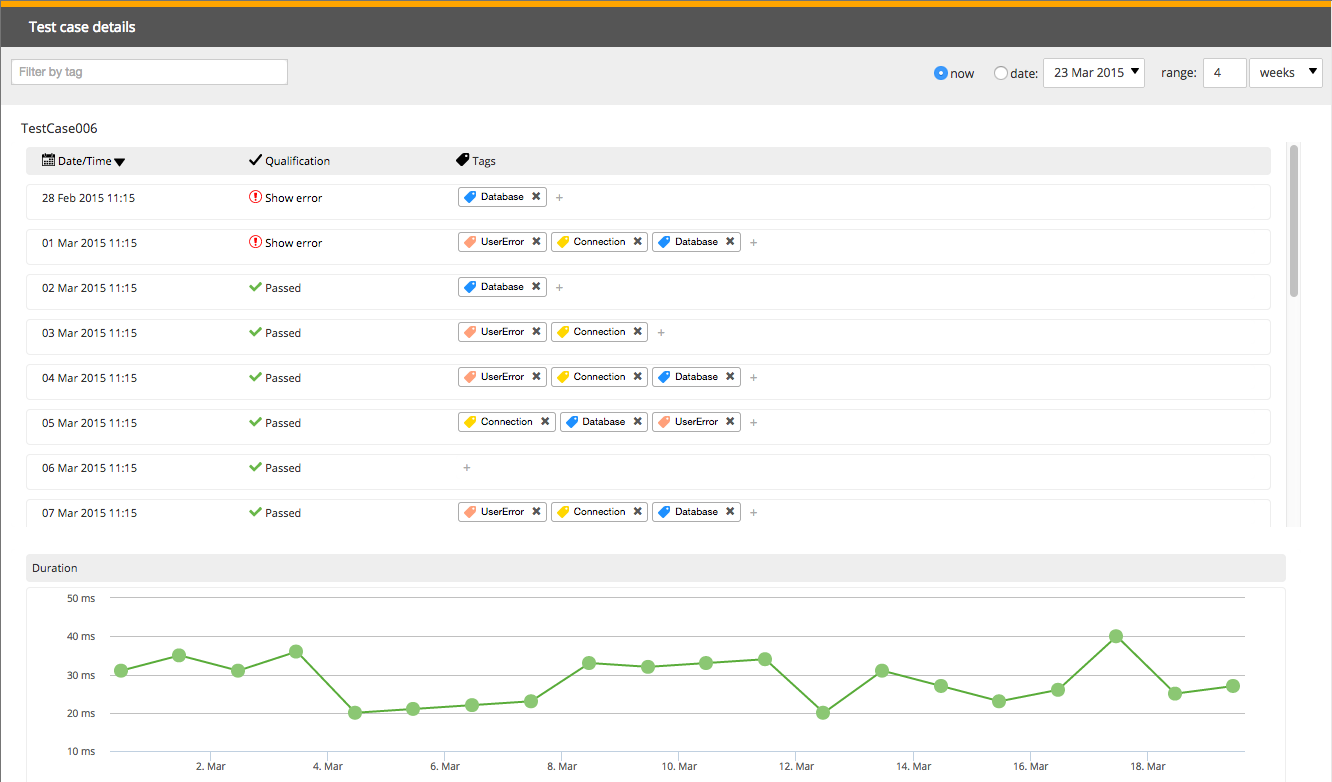 Test case details
Filter by tag
now date: 23 Mar 2015 range: 4 weeks
TestCase006
Date/Time Qualification Tags
28 Feb 2015 11:15 Show error Database +
01 Mar 2015 11:15 Show error UserError Connection Database +
02 Mar 2015 11:15 Passed Database +
03 Mar 2015 11:15 Passed UserError Connection +
04 Mar 2015 11:15 Passed UserError Connection Database +
05 Mar 2015 11:15 Passed Connection Database UserError +
06 Mar 2015 11:15 Passed +
07 Mar 2015 11:15 Passed UserError Connection Database +
Duration
50 ms
40 ms
30 ms
20 ms
10 ms
2. Mar 4. Mar 6. Mar 8. Mar 10. Mar 12. Mar 14. Mar 16. Mar 18. Mar